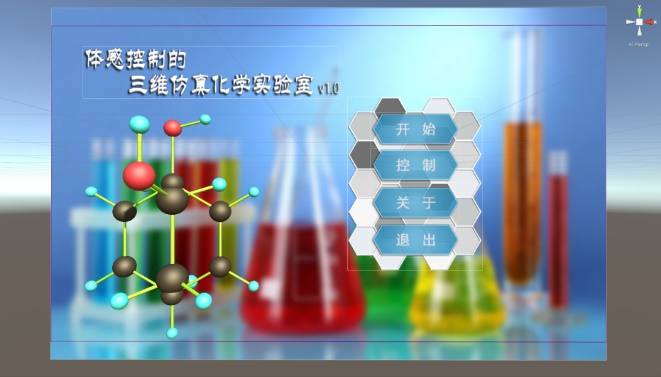 体感控制的
三维仿真化学实验室 v1.0
开 始
控 制
关 于
退 出